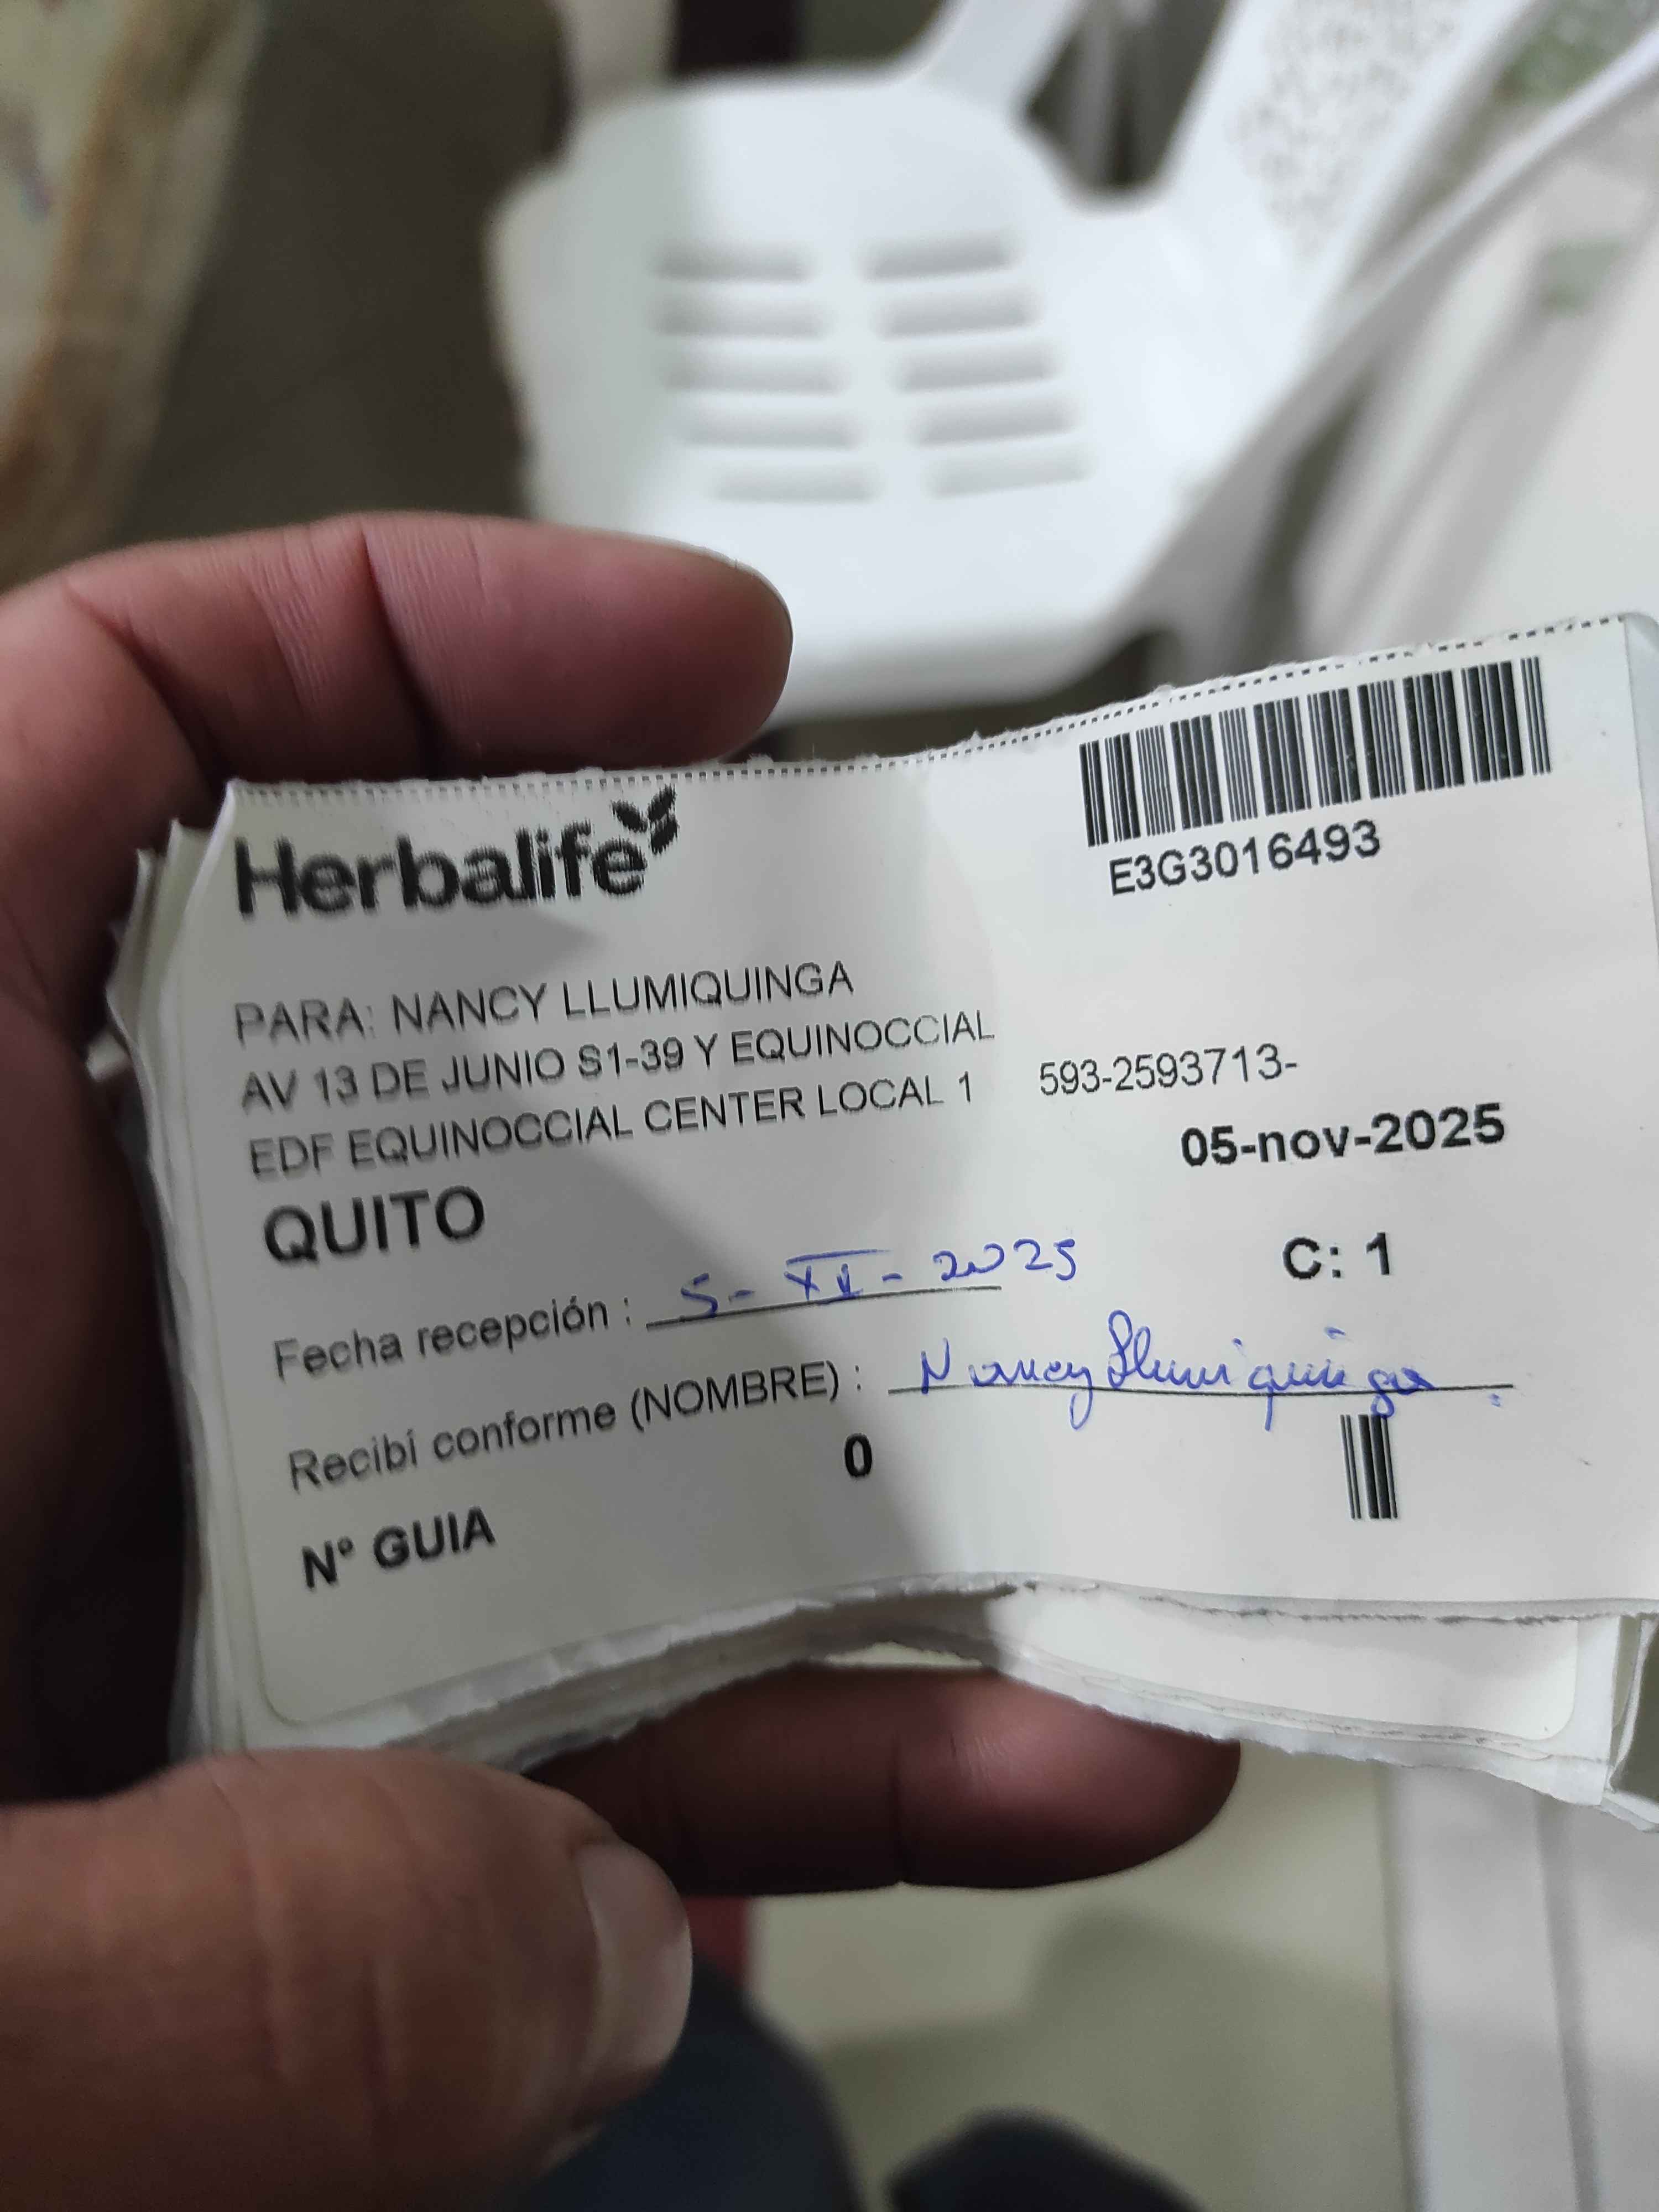 Herbalife
E3G3016493
PARA: NANCY LLUMIQUINGA
AV 13 DE JUNIO S1-39 Y EQUINOCCIAL
EDF EQUINOCCIAL CENTER LOCAL 1 593-2593713-
05-nov-2025
QUITO
C: 1
Fecha recepción : 5- XI - 2025
Recibí conforme (NOMBRE) : Nancy Llumiquinga
0
N° GUIA